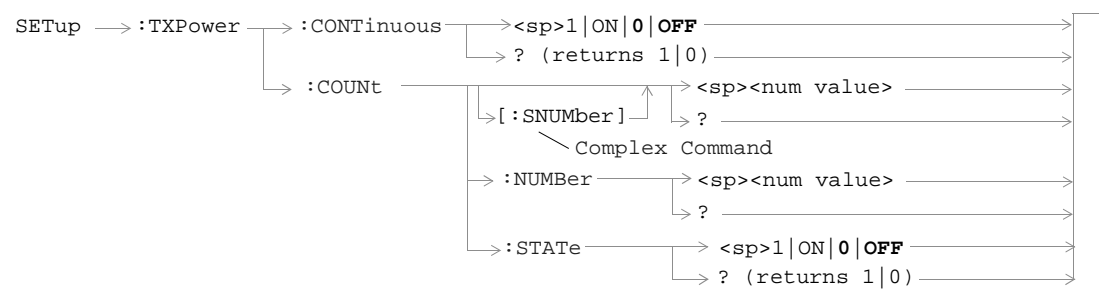 SETup :TXPower :CONTinuous <sp>1|ON|0|OFF
? (returns 1|0)
:COUNt <sp><num value>
[:SNUMber] ?
Complex Command
:NUMBer <sp><num value>
?
:STATe <sp>1|ON|0|OFF
? (returns 1|0)